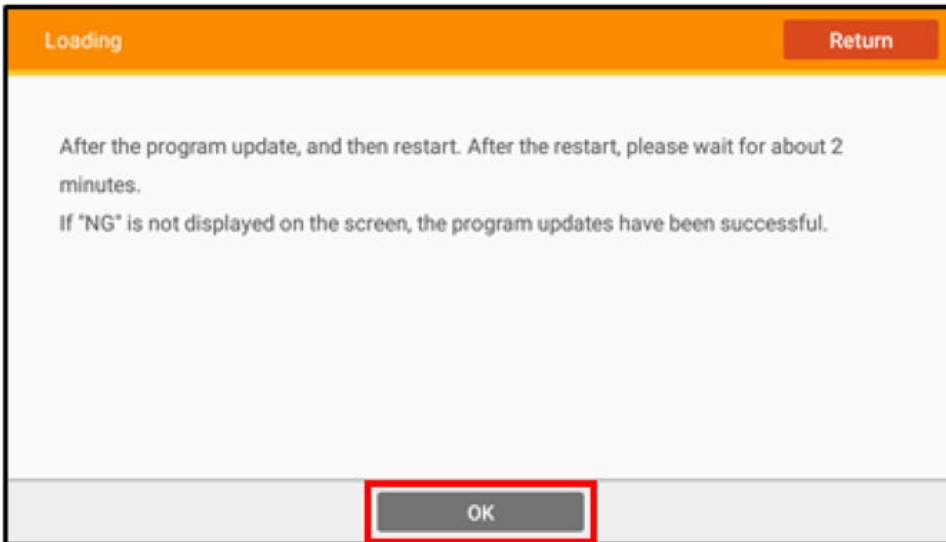 Loading
Return
After the program update, and then restart. After the restart, please wait for about 2
minutes.
If "NG" is not displayed on the screen, the program updates have been successful.
OK